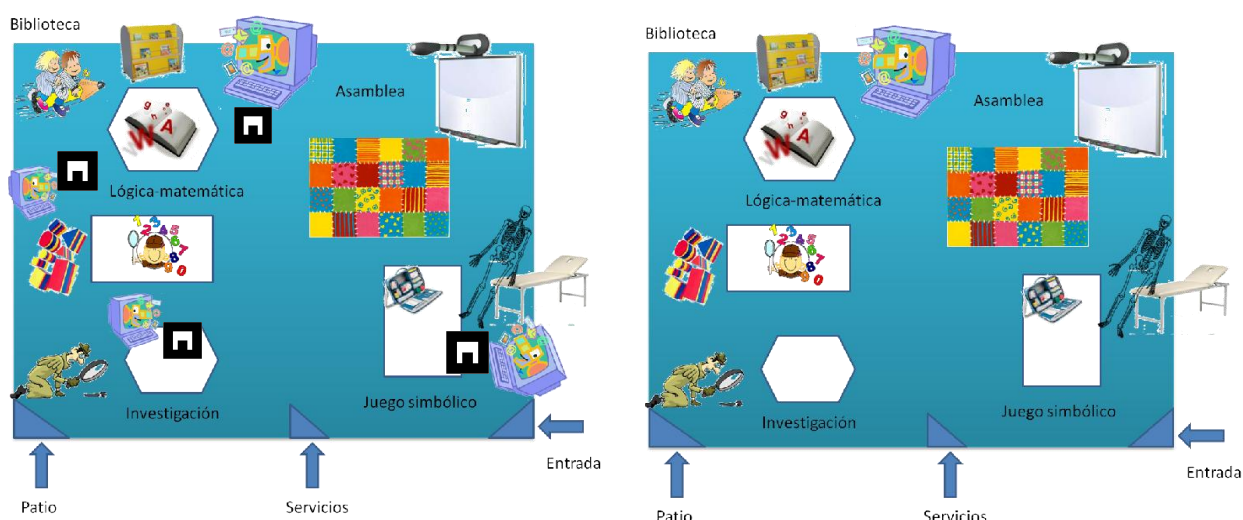 Biblioteca
Asamblea
Lógica-matemática
Investigación
Juego simbólico
Entrada
Patio
Servicios
Biblioteca
Asamblea
Lógica-matemática
Investigación
Juego simbólico
Entrada
Patio
Servicios